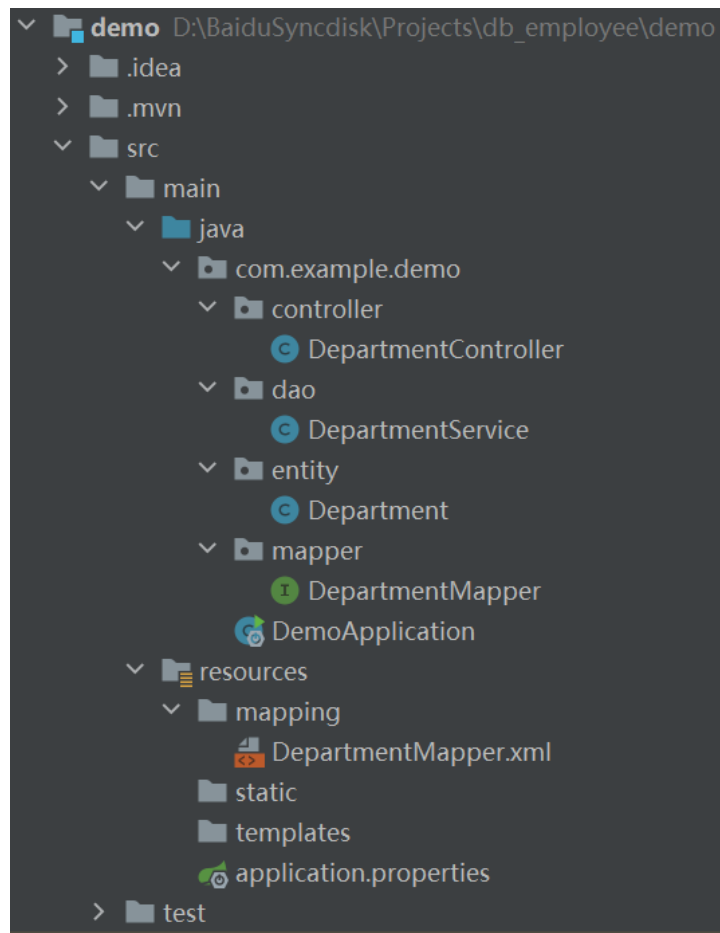 demo D:\BaiduSyncdisk\Projects\db_employee\demo
.idea
.mvn
src
main
java
com.example.demo
controller
C DepartmentController
dao
C DepartmentService
entity
C Department
mapper
I DepartmentMapper
DemoApplication
resources
mapping
DepartmentMapper.xml
static
templates
application.properties
test